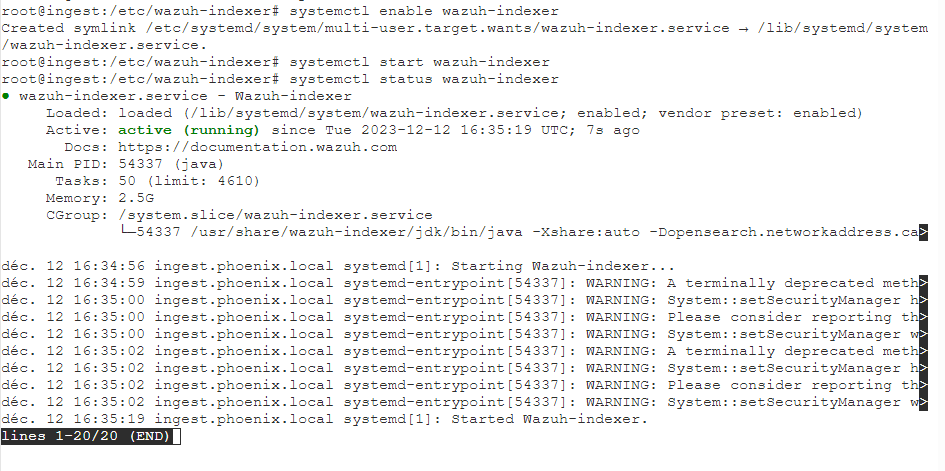 root@ingest:/etc/wazuh-indexer# systemctl enable wazuh-indexer
Created symlink /etc/systemd/system/multi-user.target.wants/wazuh-indexer.service → /lib/systemd/system
/wazuh-indexer.service.
root@ingest:/etc/wazuh-indexer# systemctl start wazuh-indexer
root@ingest:/etc/wazuh-indexer# systemctl status wazuh-indexer
● wazuh-indexer.service - Wazuh-indexer
     Loaded: loaded (/lib/systemd/system/wazuh-indexer.service; enabled; vendor preset: enabled)
     Active: active (running) since Tue 2023-12-12 16:35:19 UTC; 7s ago
       Docs: https://documentation.wazuh.com
   Main PID: 54337 (java)
      Tasks: 50 (limit: 4610)
     Memory: 2.5G
     CGroup: /system.slice/wazuh-indexer.service
             └─54337 /usr/share/wazuh-indexer/jdk/bin/java -Xshare:auto -Dopensearch.networkaddress.ca>
déc. 12 16:34:56 ingest.phoenix.local systemd[1]: Starting Wazuh-indexer...
déc. 12 16:34:59 ingest.phoenix.local systemd-entrypoint[54337]: WARNING: A terminally deprecated meth>
déc. 12 16:35:00 ingest.phoenix.local systemd-entrypoint[54337]: WARNING: System::setSecurityManager h>
déc. 12 16:35:00 ingest.phoenix.local systemd-entrypoint[54337]: WARNING: Please consider reporting th>
déc. 12 16:35:00 ingest.phoenix.local systemd-entrypoint[54337]: WARNING: System::setSecurityManager w>
déc. 12 16:35:02 ingest.phoenix.local systemd-entrypoint[54337]: WARNING: A terminally deprecated meth>
déc. 12 16:35:02 ingest.phoenix.local systemd-entrypoint[54337]: WARNING: System::setSecurityManager h>
déc. 12 16:35:02 ingest.phoenix.local systemd-entrypoint[54337]: WARNING: Please consider reporting th>
déc. 12 16:35:02 ingest.phoenix.local systemd-entrypoint[54337]: WARNING: System::setSecurityManager w>
déc. 12 16:35:19 ingest.phoenix.local systemd[1]: Started Wazuh-indexer.
lines 1-20/20 (END)